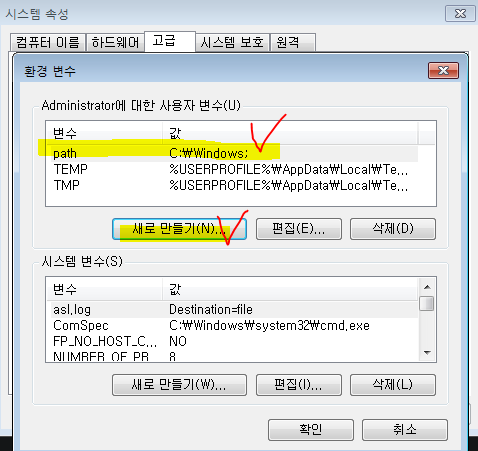 시스템 속성
컴퓨터 이름 하드웨어 고급 시스템 보호 원격
환경 변수
Administrator에 대한 사용자 변수(U)
변수 값
path C:₩Windows;
TEMP %USERPROFILE%₩AppData₩Local₩Te...
TMP %USERPROFILE%₩AppData₩Local₩Te...
새로 만들기(N)... 편집(E)... 삭제(D)
시스템 변수(S)
변수 값
asl.log Destination=file
ComSpec C:₩Windows₩system32₩cmd.exe
FP_NO_HOST_C... NO
NUMBER_OF_PR... 8
새로 만들기(W)... 편집(I)... 삭제(L)
확인 취소